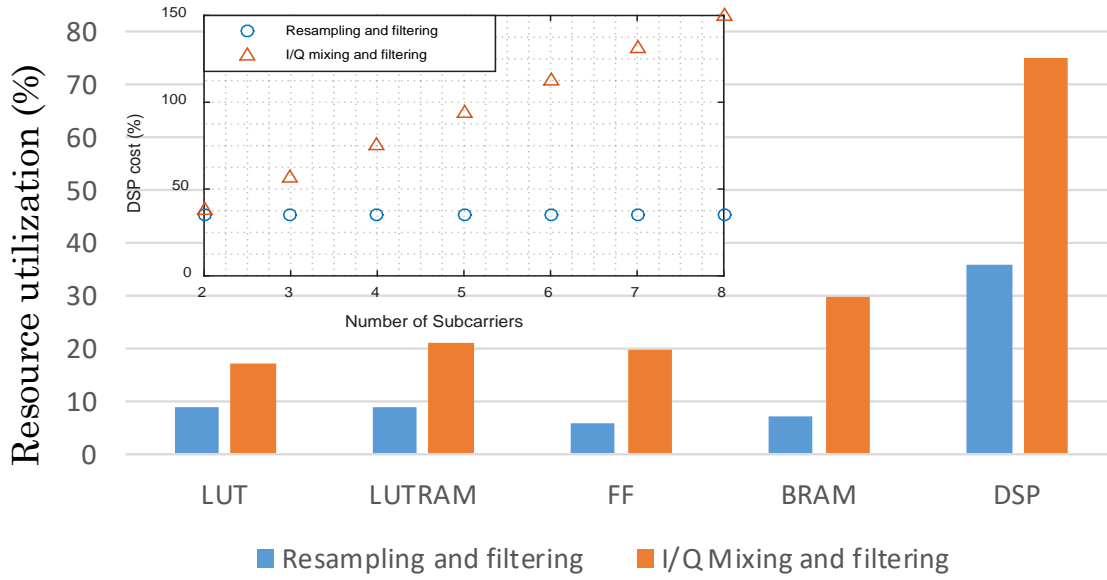 Resource utilization (%)
80
70
60
50
40
30
20
10
0
150
100
50
0
DSP cost (%)
Resampling and filtering
I/Q mixing and filtering
2 3 4 5 6 7 8
Number of Subcarriers
LUT LUTRAM FF BRAM DSP
Resampling and filtering I/Q Mixing and filtering